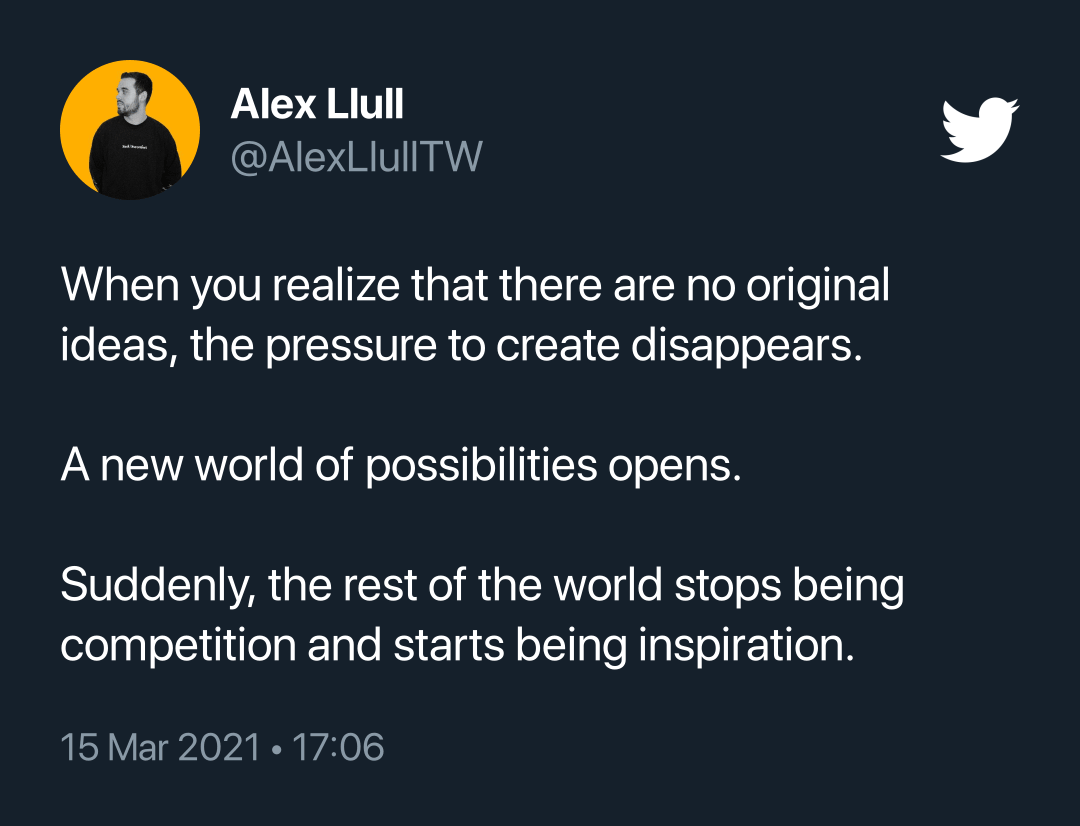 Alex Llull
@AlexLlullTW
When you realize that there are no original
ideas, the pressure to create disappears.
A new world of possibilities opens.
Suddenly, the rest of the world stops being
competition and starts being inspiration.
15 Mar 2021 • 17:06